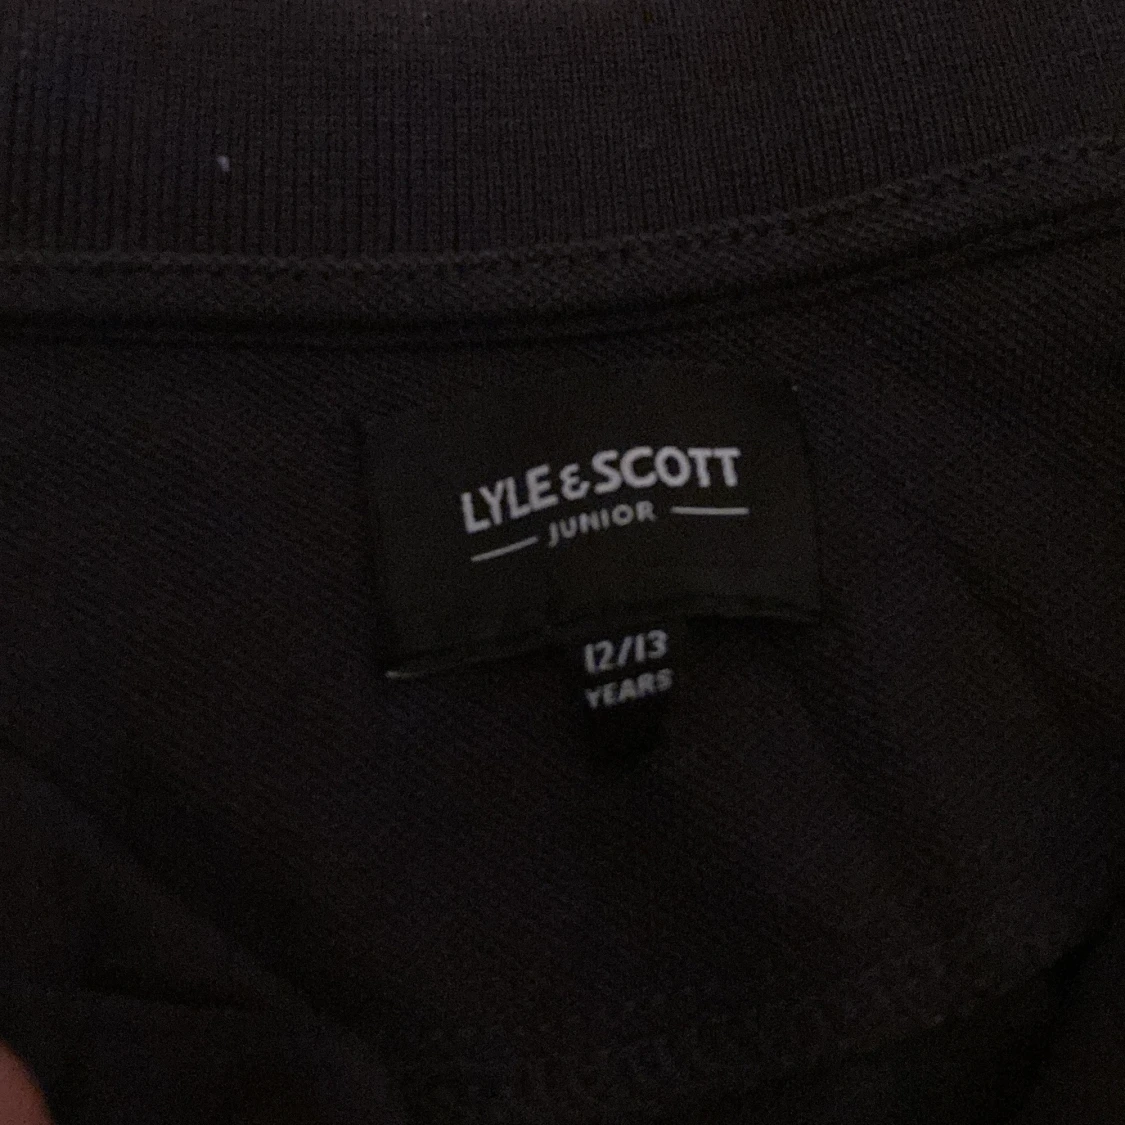 LYLE & SCOTT
JUNIOR
12/13
YEARS